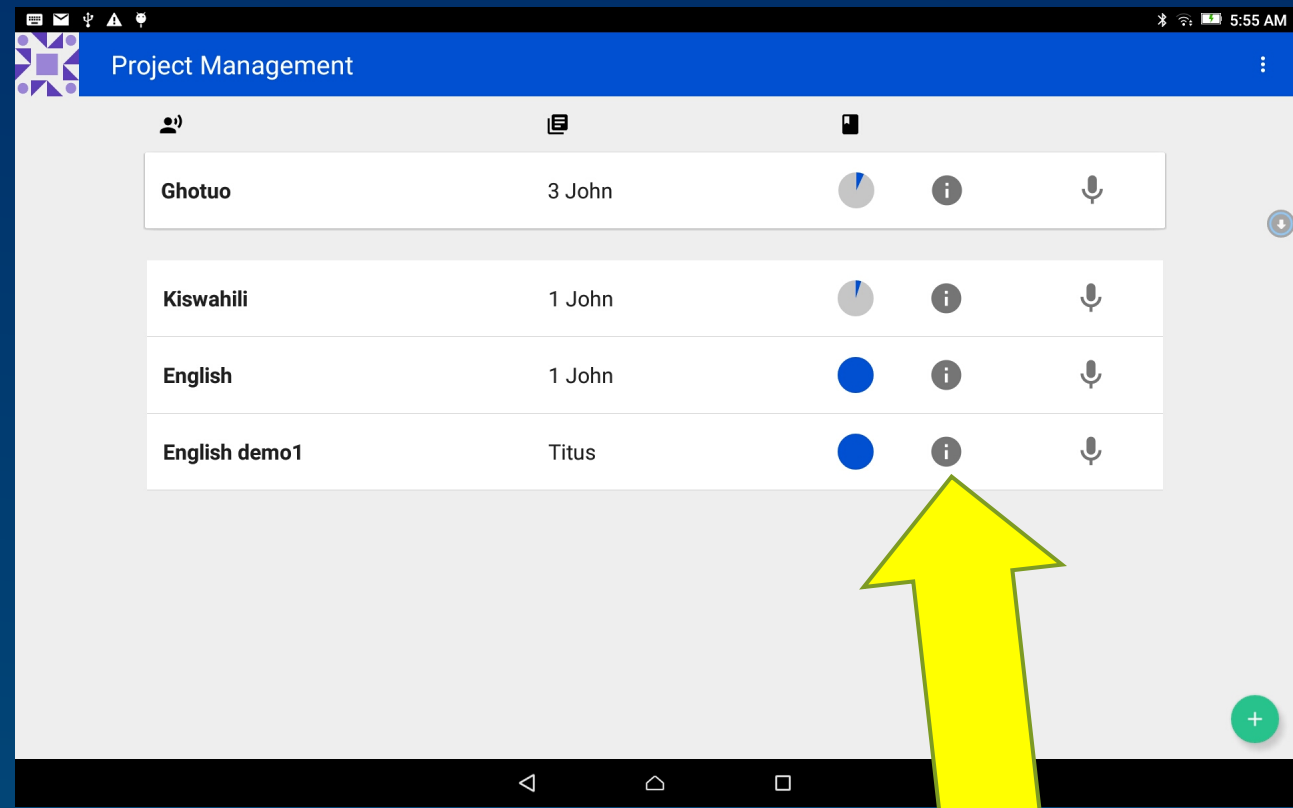 5:55 AM
Project Management
Ghotuo 3 John
Kiswahili 1 John
English 1 John
English demo1 Titus